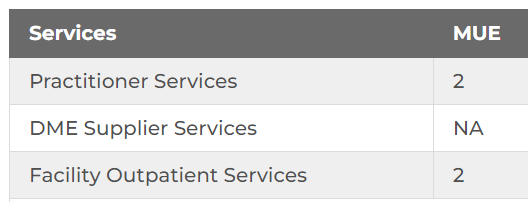 Services MUE
Practitioner Services 2
DME Supplier Services NA
Facility Outpatient Services 2